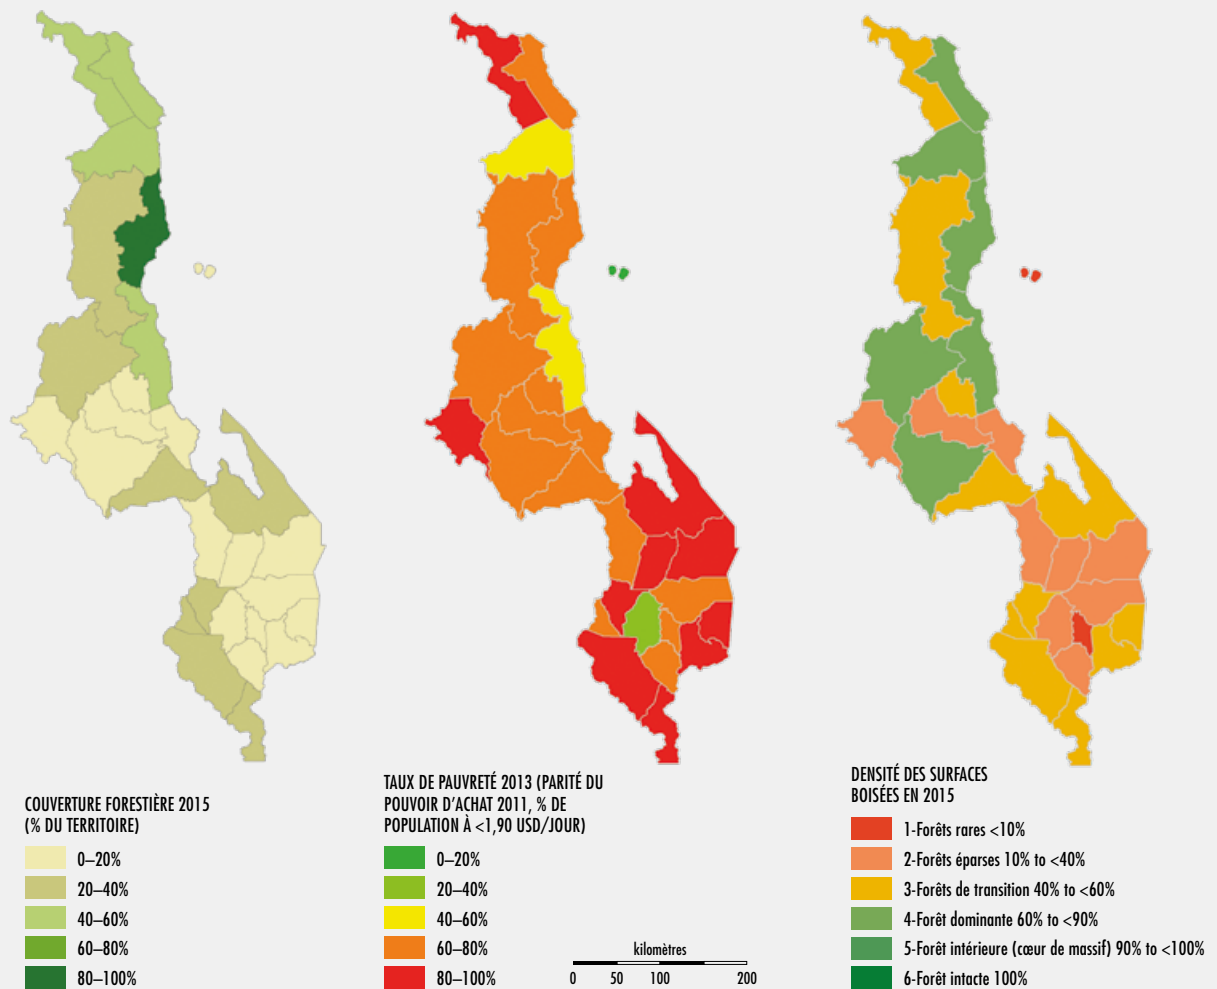 COUVERTURE FORESTIÈRE 2015
(% DU TERRITOIRE)
0–20%
20–40%
40–60%
60–80%
80–100%
TAUX DE PAUVRETÉ 2013 (PARITÉ DU
POUVOIR D'ACHAT 2011, % DE
POPULATION À <1,90 USD/JOUR)
0–20%
20–40%
40–60%
60–80%
80–100%
kilomètres
0 50 100 200
DENSITÉ DES SURFACES
BOISÉES EN 2015
1-Forêts rares <10%
2-Forêts éparses 10% to <40%
3-Forêts de transition 40% to <60%
4-Forêt dominante 60% to <90%
5-Forêt intérieure (cœur de massif) 90% to <100%
6-Forêt intacte 100%